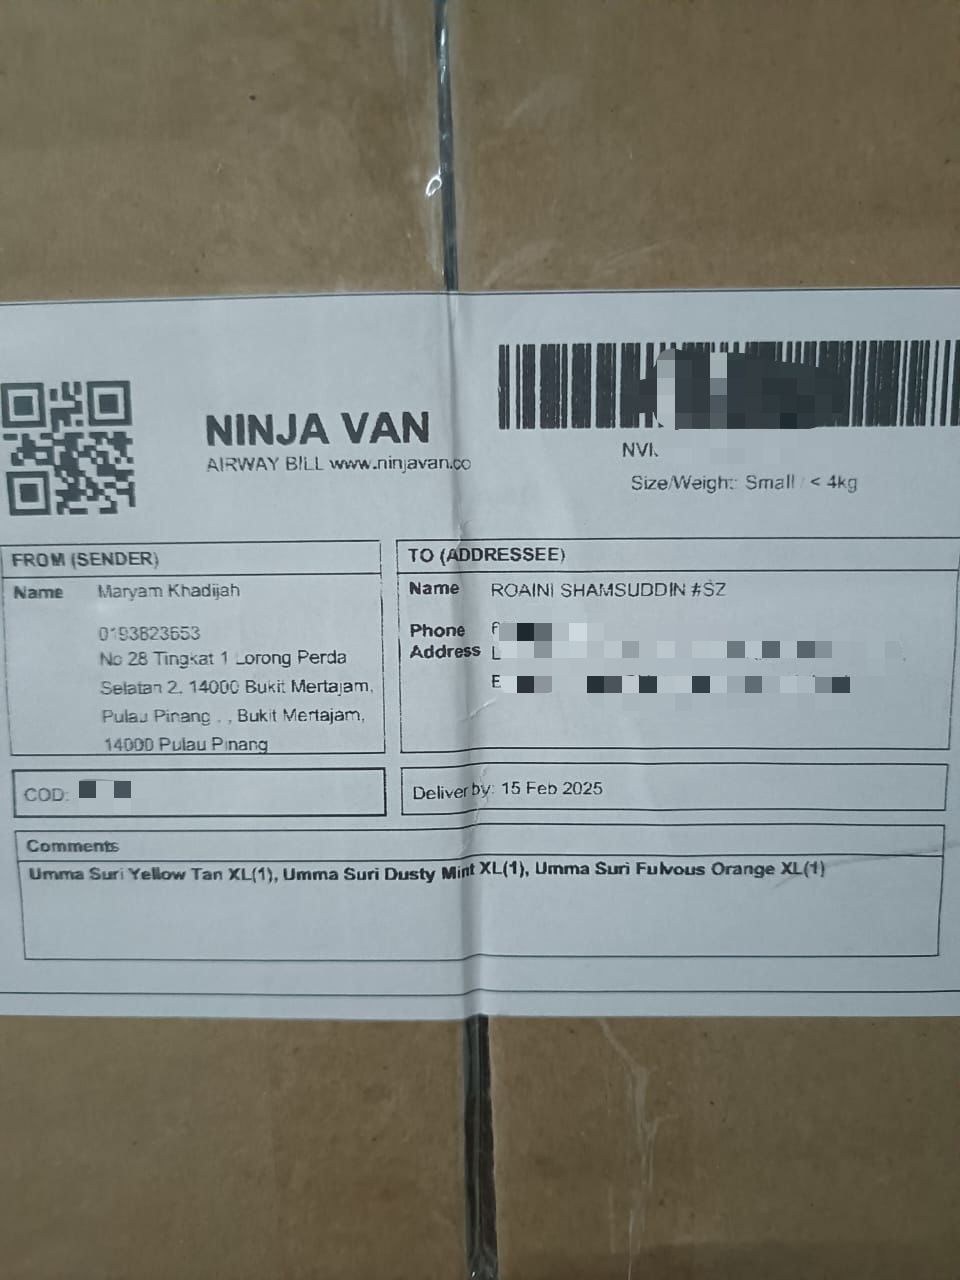 NINJA VAN
AIRWAY BILL www.ninjavan.co
Size/Weight: Small / < 4kg
FROM (SENDER)
Name Maryam Khadijah
0193823653
No 28 Tingkat 1 Lorong Perda
Selatan 2, 14000 Bukit Mertajam,
Pulau Pinang , , Bukit Mertajam,
14000 Pulau Pinang
TO (ADDRESSEE)
Name ROAINI SHAMSUDDIN #SZ
Phone
Address
COD:
Deliver by: 15 Feb 2025
Comments
Umma Suri Yellow Tan XL(1), Umma Suri Dusty Mint XL(1), Umma Suri Fulvous Orange XL(1)